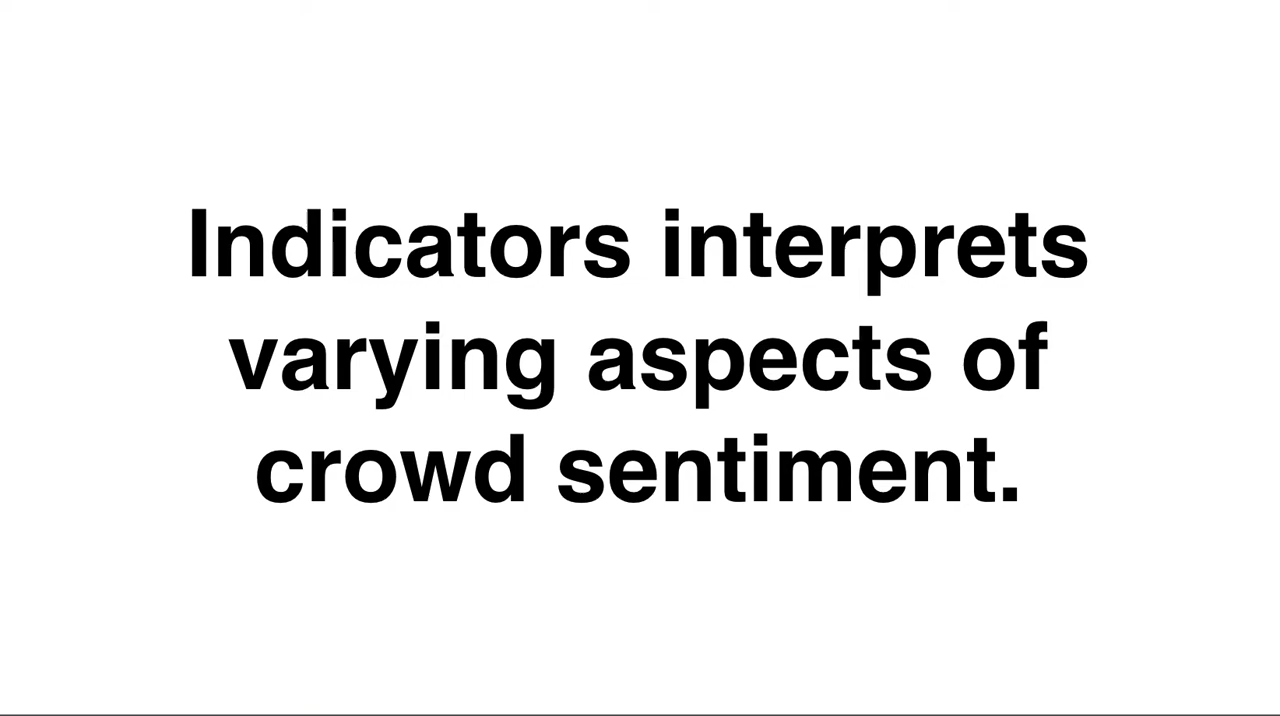 Indicators interprets
varying aspects of
crowd sentiment.